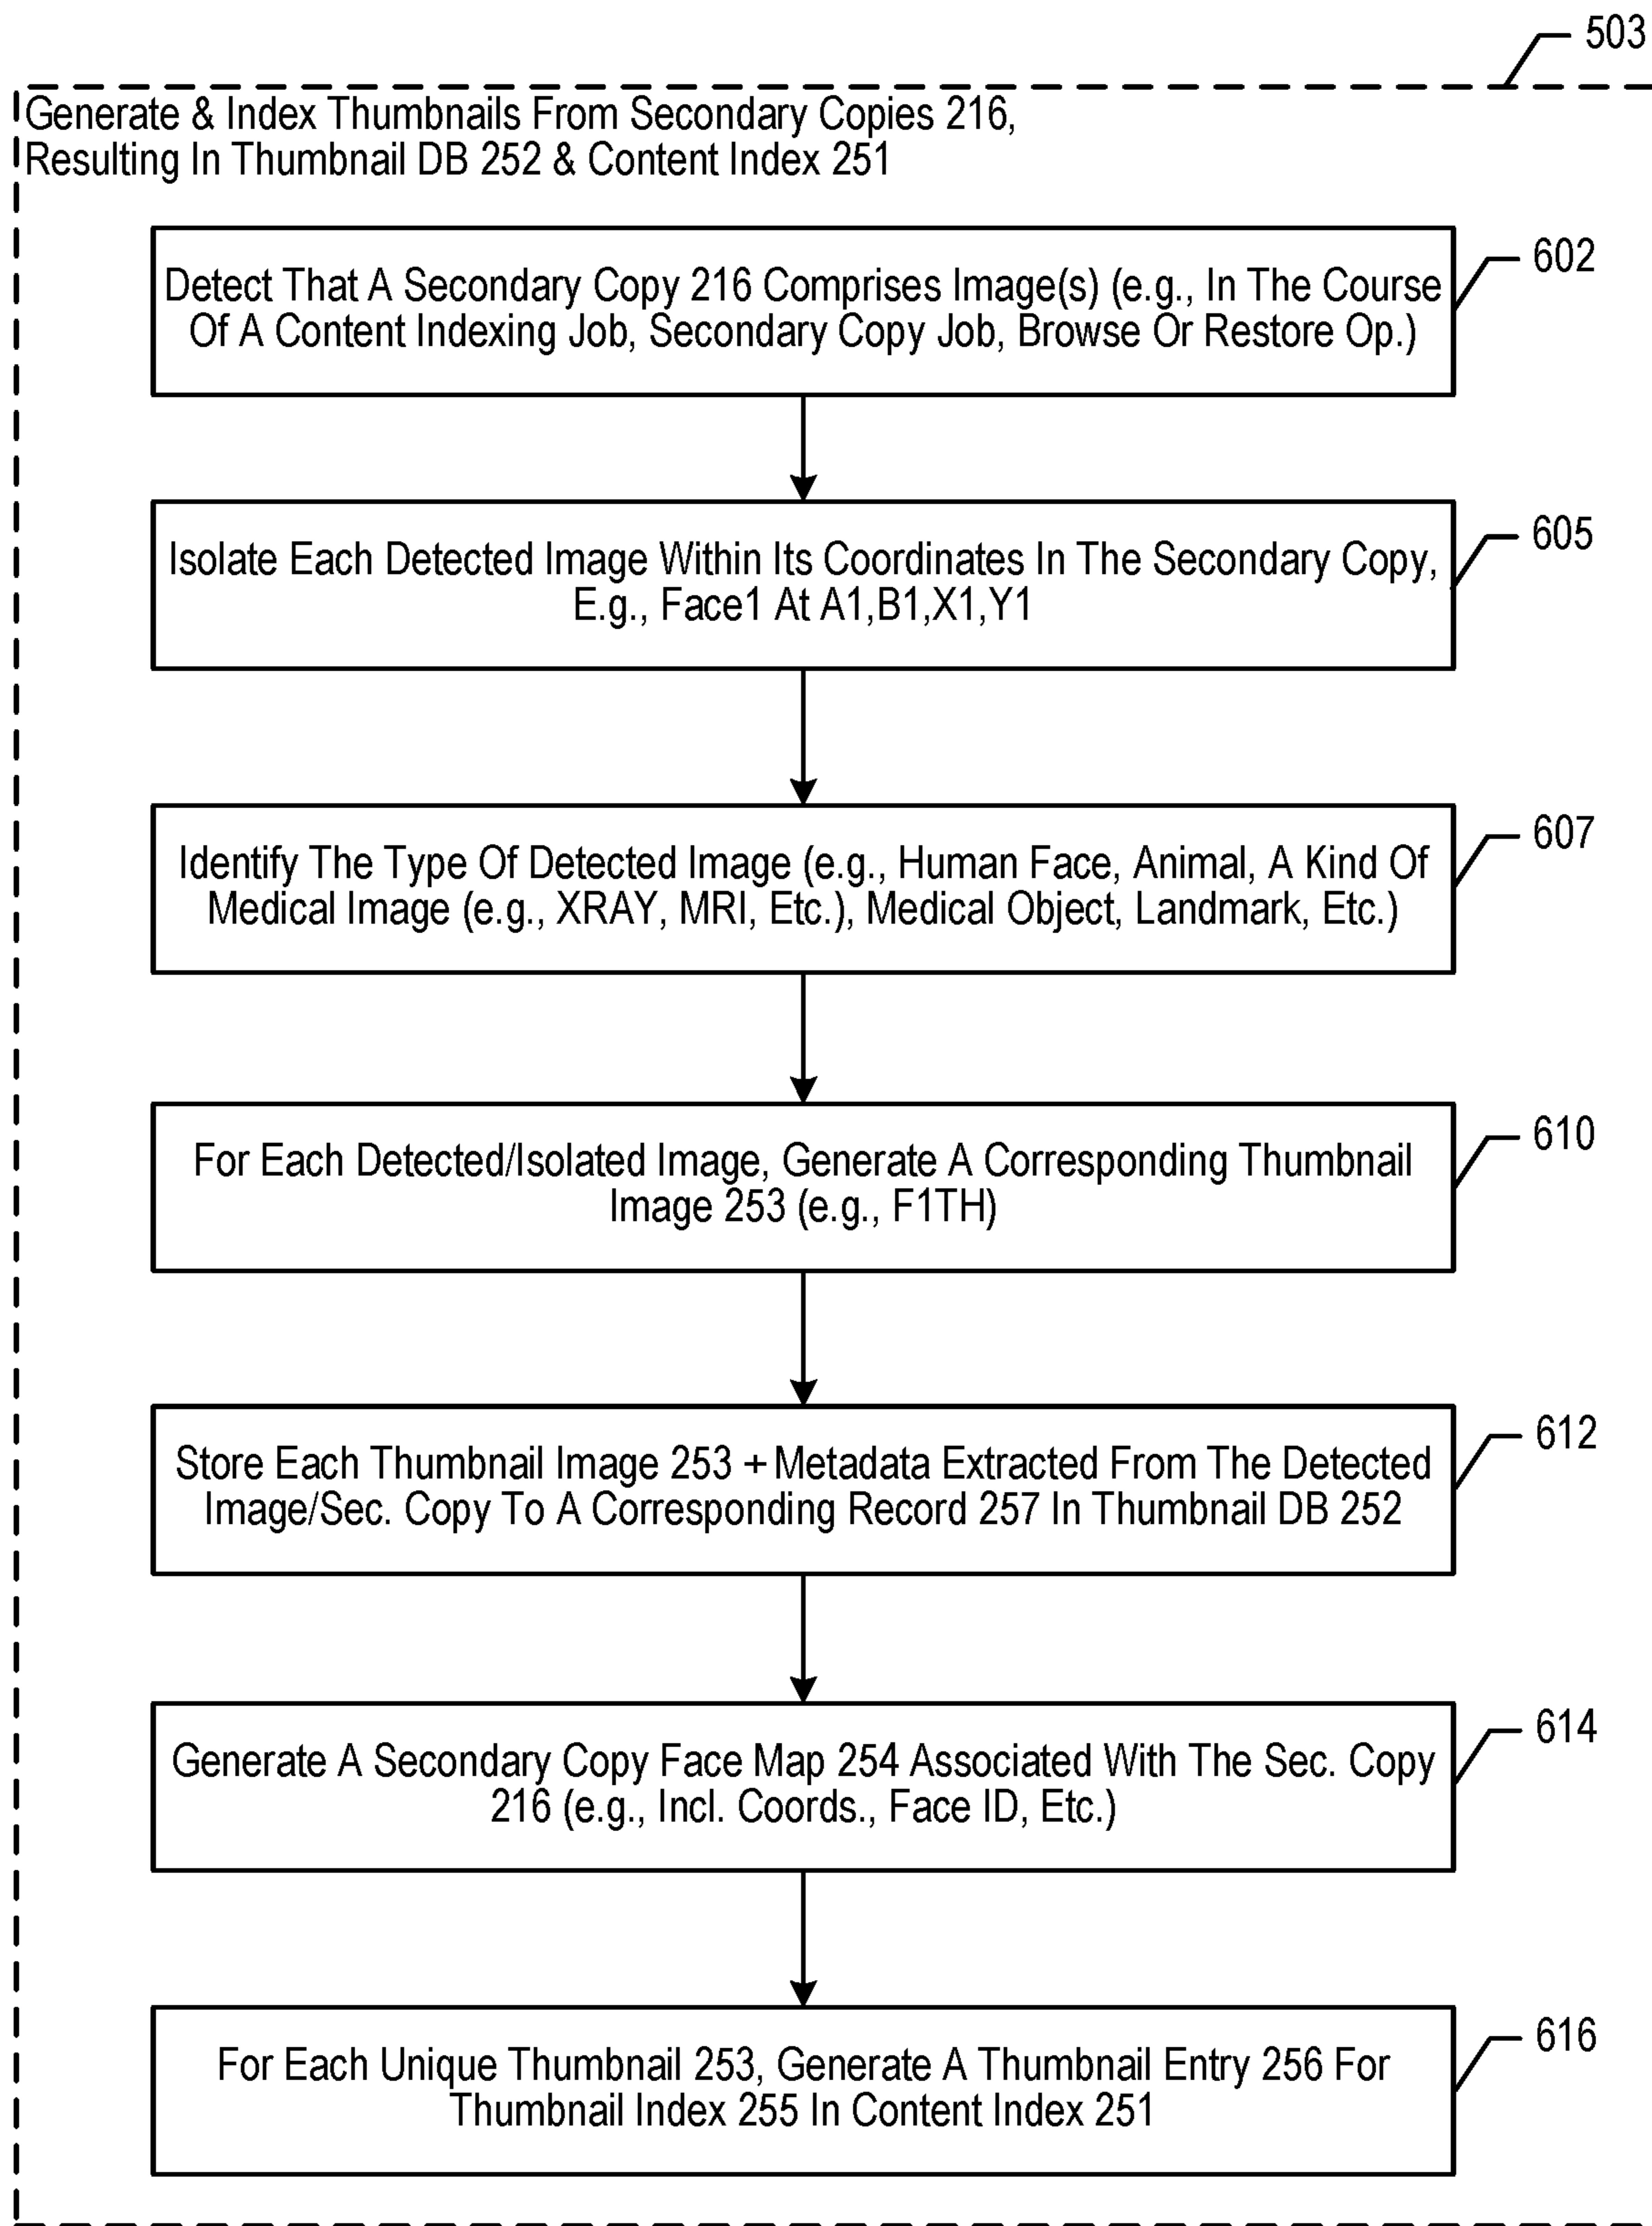 503
Generate & Index Thumbnails From Secondary Copies 216,
Resulting In Thumbnail DB 252 & Content Index 251
602
Detect That A Secondary Copy 216 Comprises Image(s) (e.g., In The Course
Of A Content Indexing Job, Secondary Copy Job, Browse Or Restore Op.)
605
Isolate Each Detected Image Within Its Coordinates In The Secondary Copy,
E.g., Face1 At A1,B1,X1,Y1
607
Identify The Type Of Detected Image (e.g., Human Face, Animal, A Kind Of
Medical Image (e.g., XRAY, MRI, Etc.), Medical Object, Landmark, Etc.)
610
For Each Detected/Isolated Image, Generate A Corresponding Thumbnail
Image 253 (e.g., F1TH)
612
Store Each Thumbnail Image 253 + Metadata Extracted From The Detected
Image/Sec. Copy To A Corresponding Record 257 In Thumbnail DB 252
614
Generate A Secondary Copy Face Map 254 Associated With The Sec. Copy
216 (e.g., Incl. Coords., Face ID, Etc.)
616
For Each Unique Thumbnail 253, Generate A Thumbnail Entry 256 For
Thumbnail Index 255 In Content Index 251